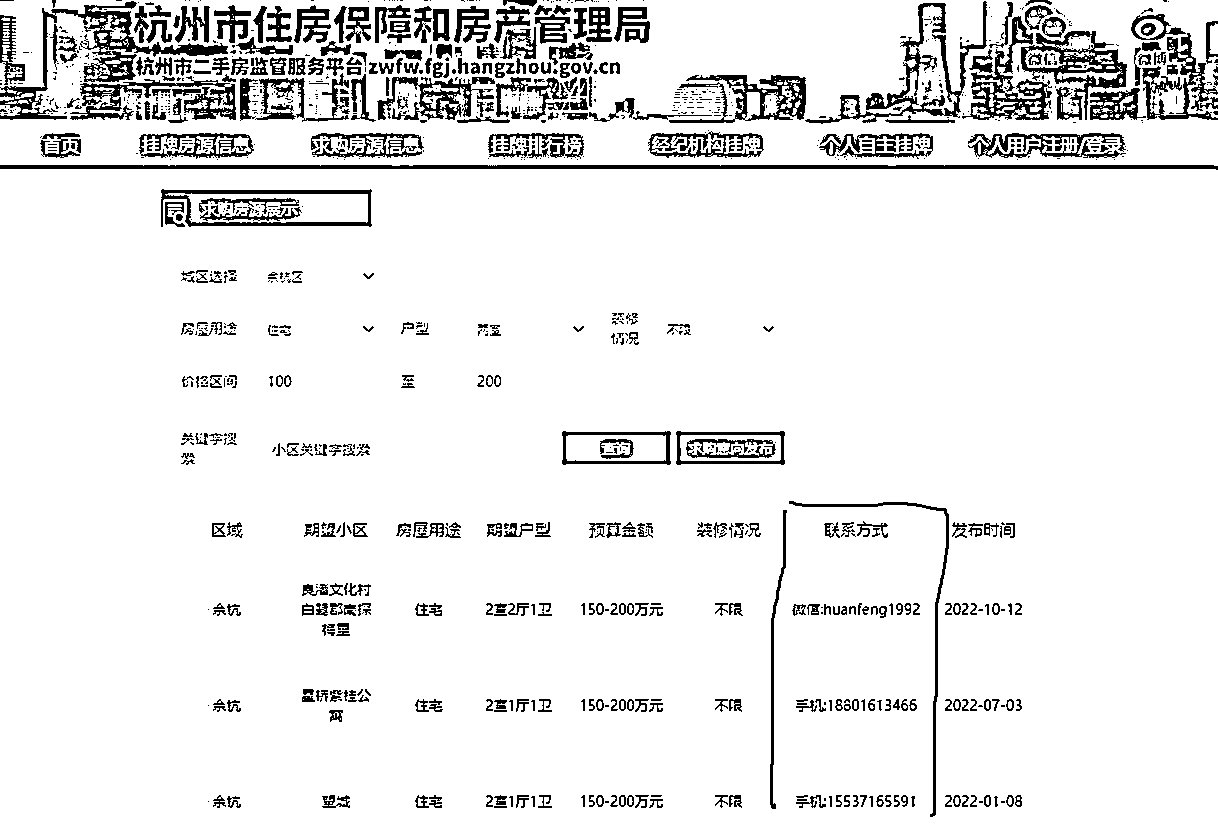 杭州市住房保障和房产管理局
杭州市二手房监管服务平台 zwfw.fgj.hangzhou.gov.cn
微信 微博
首页 挂牌房源信息 求购房源信息 挂牌排行榜 经纪机构挂牌 个人自主挂牌 个人用户注册/登录
求购房源展示
城区选择 余杭区
房屋用途 住宅 户型 两室 装修
情况 不限
价格区间 100 至 200
关键字搜
索 小区关键字搜索 查询 求购意向发布
区域 期望小区 房屋用途 期望户型 预算金额 装修情况 联系方式 发布时间
余杭 良渚文化村
白鹭郡南探
梅里 住宅 2室2厅1卫 150-200万元 不限 微信:huanfeng1992 2022-10-12
余杭 星桥紫桂公
寓 住宅 2室1厅1卫 150-200万元 不限 手机:18801613466 2022-07-03
余杭 望城 住宅 2室1厅1卫 150-200万元 不限 手机:15537165591 2022-01-08